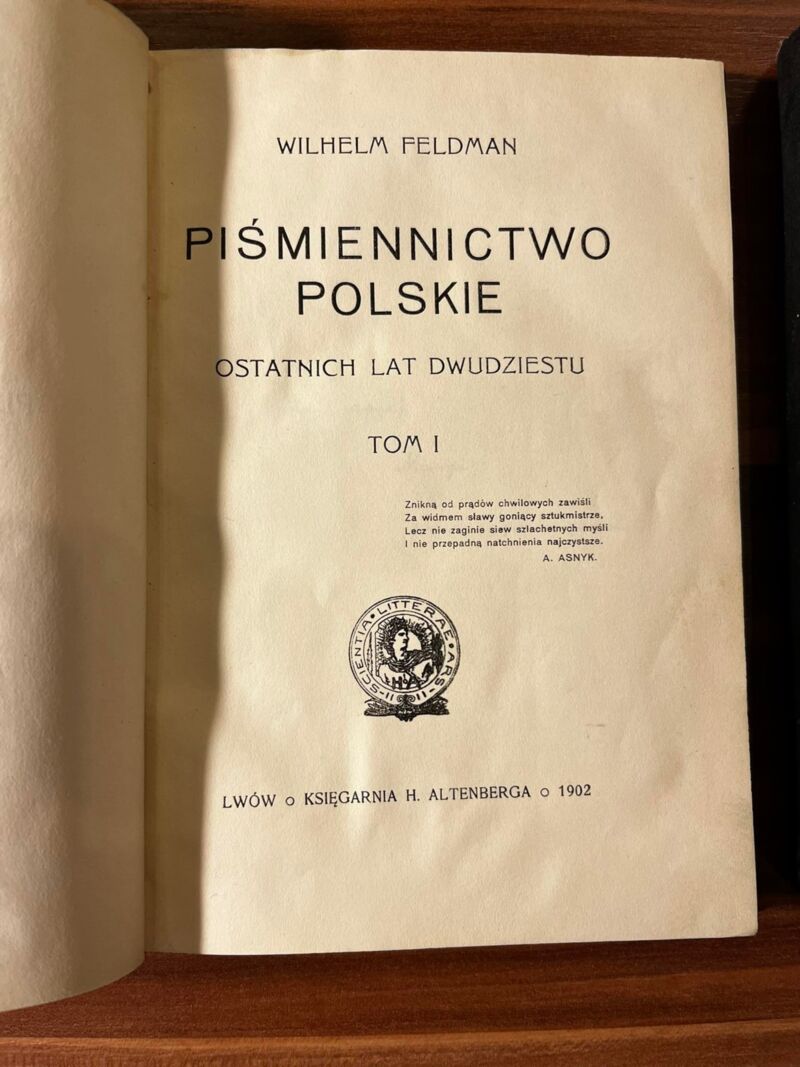 WILHELM FELDMAN
PIŚMIENNICTWO
POLSKIE
OSTATNICH LAT DWUDZIESTU
TOM I
Znikną od prądów chwilowych zawiśli
Za widmem sławy goniący sztukmistrze,
Lecz nie zaginie siew szlachetnych myśli
I nie przepadną natchnienia najczystsze.
A. ASNYK.
SCIENTIA • LITTERAE • ARS
HA
LWÓW o KSIĘGARNIA H. ALTENBERGA o 1902